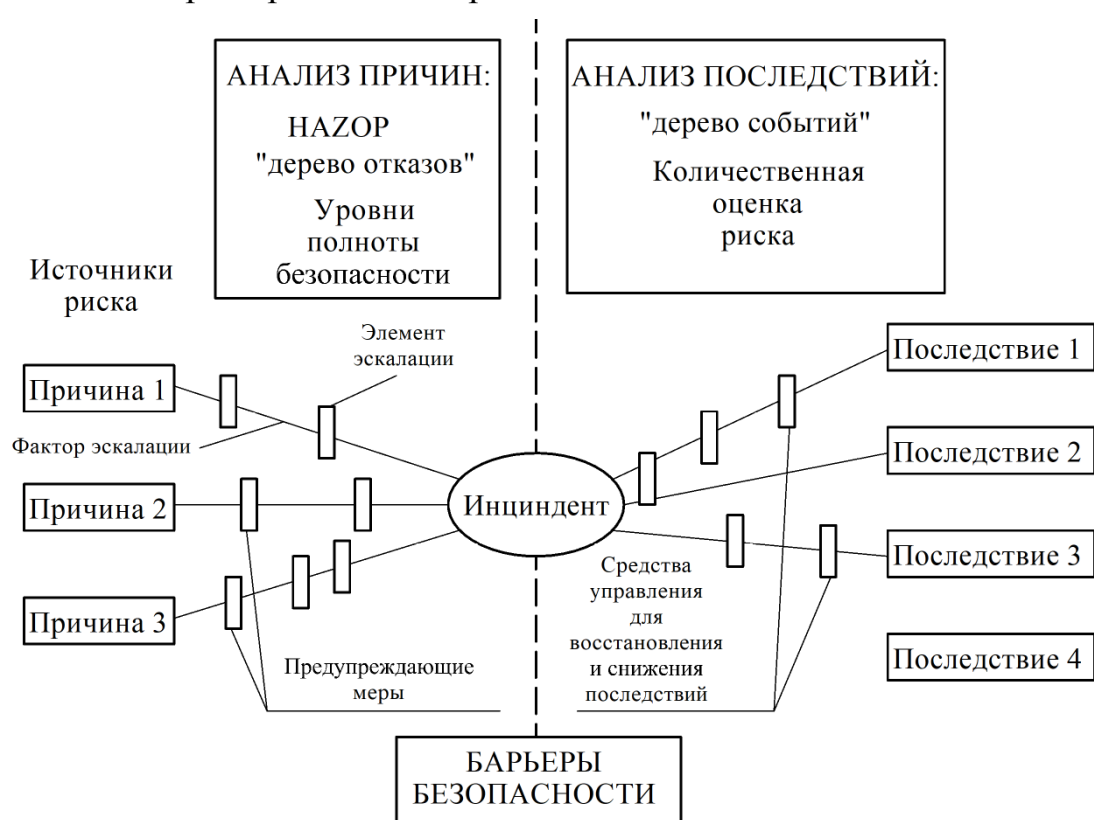 АНАЛИЗ ПРИЧИН:
HAZOP
"дерево отказов"
Уровни
полноты
безопасности
АНАЛИЗ ПОСЛЕДСТВИЙ:
"дерево событий"
Количественная
оценка
риска
Источники
риска
Элемент
эскалации
Причина 1
Фактор эскалации
Причина 2
Причина 3
Предупреждающие
меры
Инциндент
Последствие 1
Последствие 2
Последствие 3
Последствие 4
Средства
управления
для
восстановления
и снижения
последствий
БАРЬЕРЫ
БЕЗОПАСНОСТИ